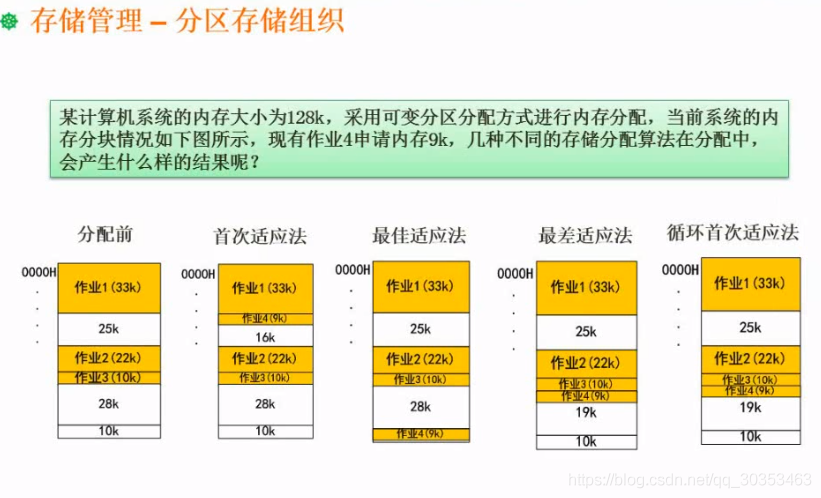 存储管理 – 分区存储组织
某计算机系统的内存大小为128k，采用可变分区分配方式进行内存分配，当前系统的内
存分块情况如下图所示，现有作业4申请内存9k，几种不同的存储分配算法在分配中，
会产生什么样的结果呢？
分配前
0000H
作业1(33k)
25k
作业2(22k)
作业3(10k)
28k
10k
首次适应法
0000H
作业1(33k)
作业4(9k)
16k
作业2(22k)
作业3(10k)
28k
10k
最佳适应法
0000H
作业1(33k)
25k
作业2(22k)
作业3(10k)
28k
作业4(9k)
最差适应法
0000H
作业1(33k)
25k
作业2(22k)
作业3(10k)
作业4(9k)
19k
10k
循环首次适应法
0000H
作业1(33k)
25k
作业2(22k)
作业3(10k)
作业4(9k)
19k
10k
https://blog.csdn.net/qq_30353463